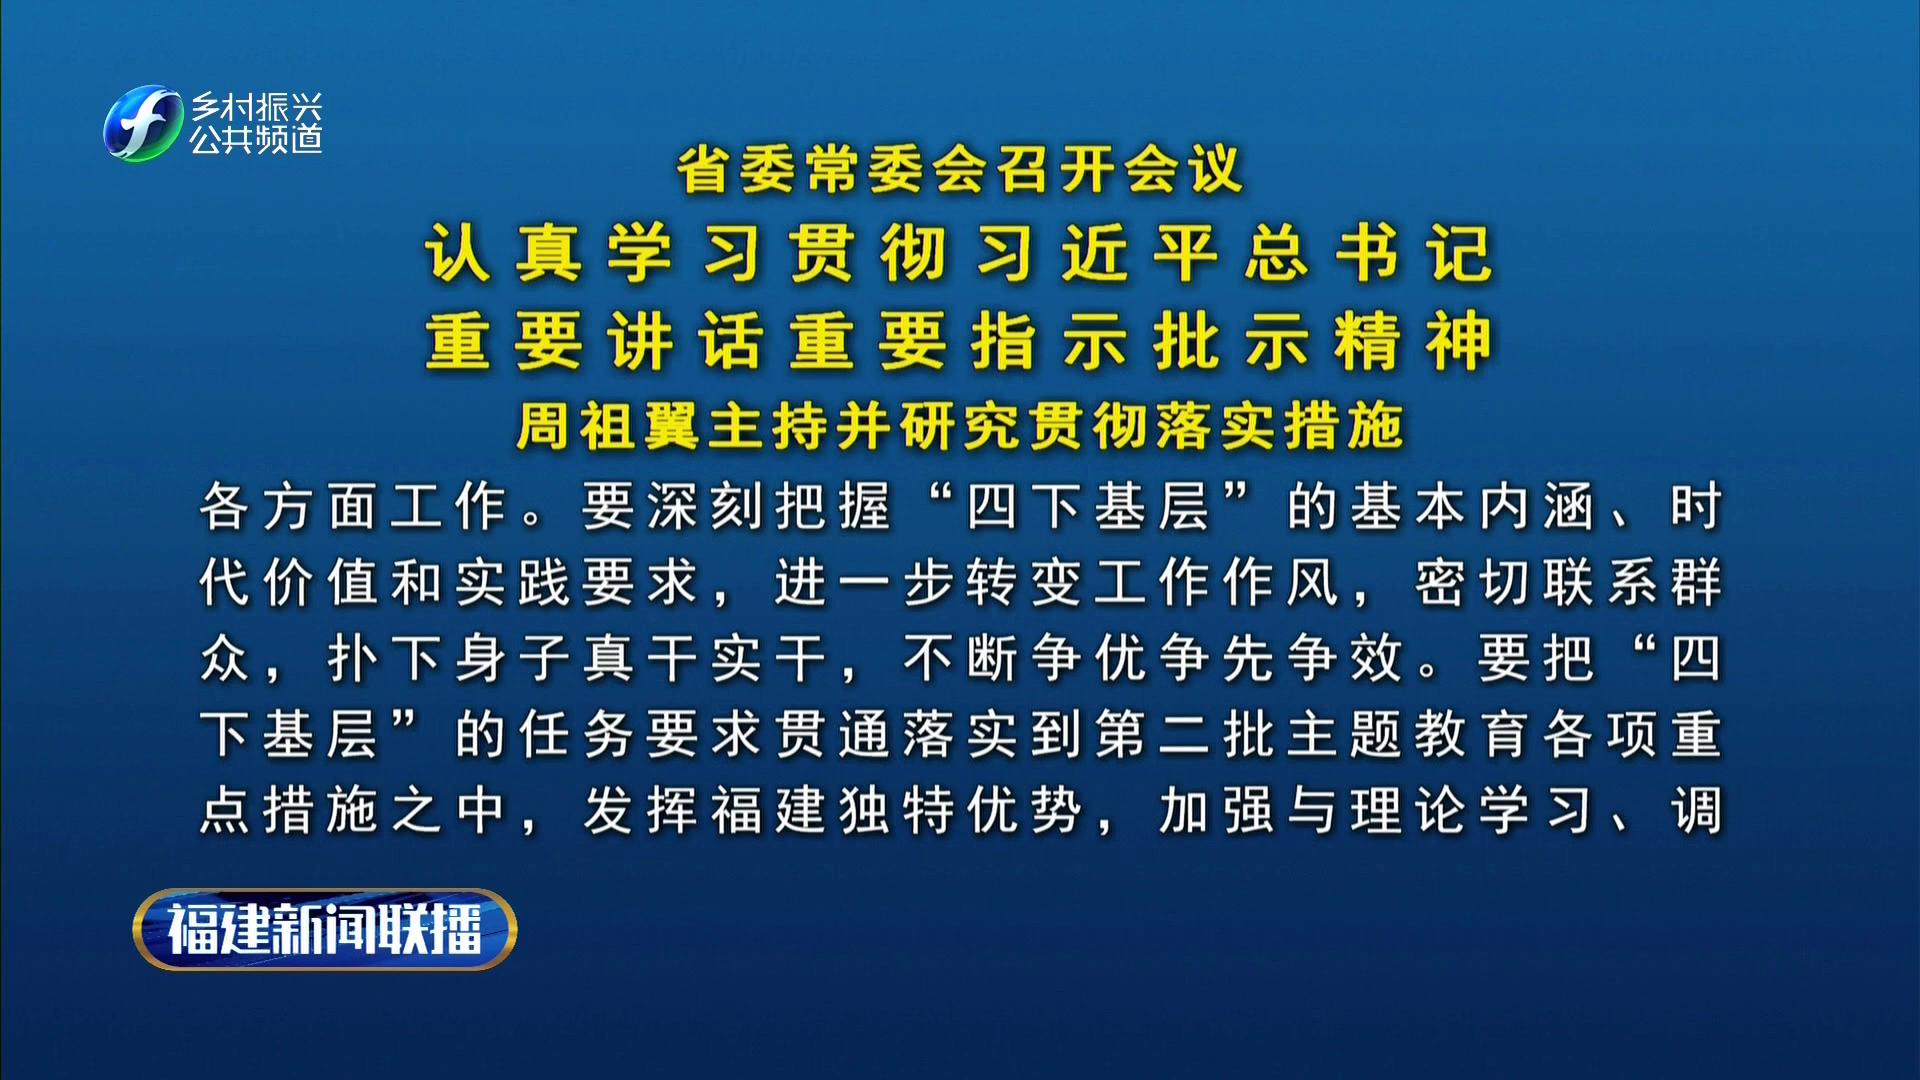 乡村振兴
公共频道
省委常委会召开会议
认真学习贯彻习近平总书记
重要讲话重要指示批示精神
周祖翼主持并研究贯彻落实措施
各方面工作。要深刻把握“四下基层”的基本内涵、时
代价值和实践要求，进一步转变工作作风，密切联系群
众，扑下身子真干实干，不断争优争先争效。要把“四
下基层”的任务要求贯通落实到第二批主题教育各项重
点措施之中，发挥福建独特优势，加强与理论学习、调
福建新闻联播